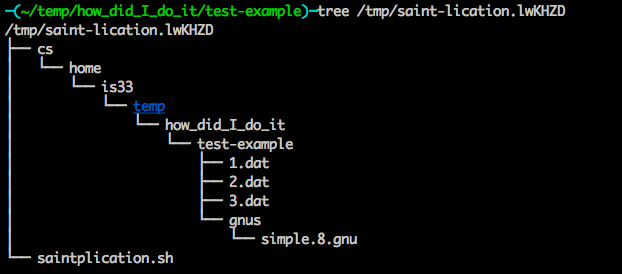 ─(~/temp/how_did_I_do_it/test-example)─tree /tmp/saint-lication.lwKHZD
/tmp/saint-lication.lwKHZD
├── cs
│   └── home
│       └── is33
│           └── temp
│               └── how_did_I_do_it
│                   └── test-example
│                       ├── 1.dat
│                       ├── 2.dat
│                       ├── 3.dat
│                       └── gnus
│                           └── simple.8.gnu
└── saintplication.sh